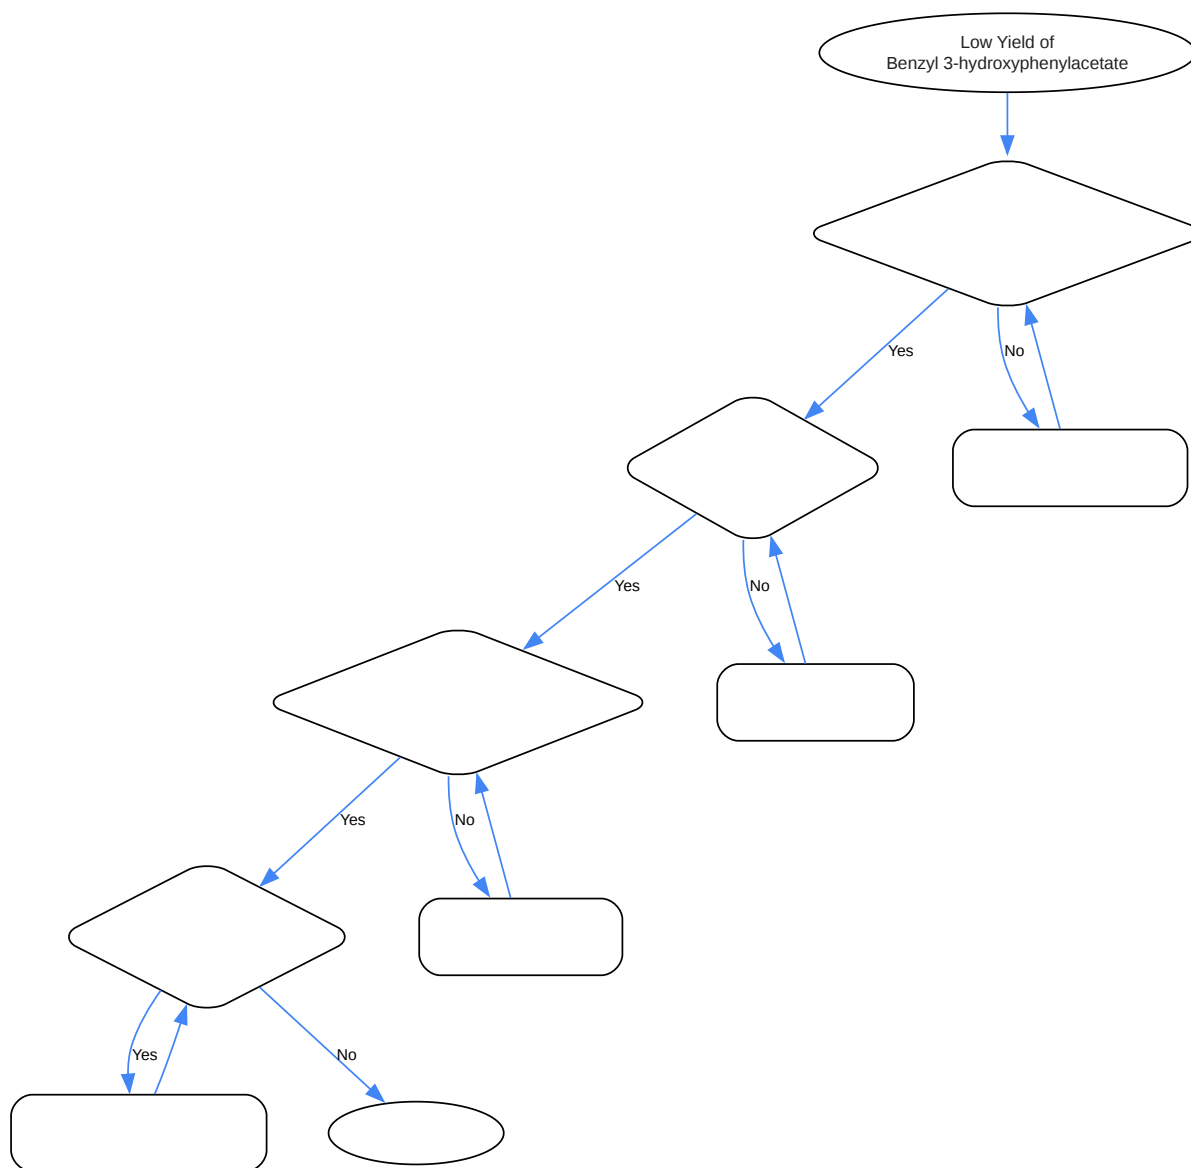 Low Yield of
Benzyl 3-hydroxyphenylacetate
Yes
No
Yes
No
Yes
No
Yes
No